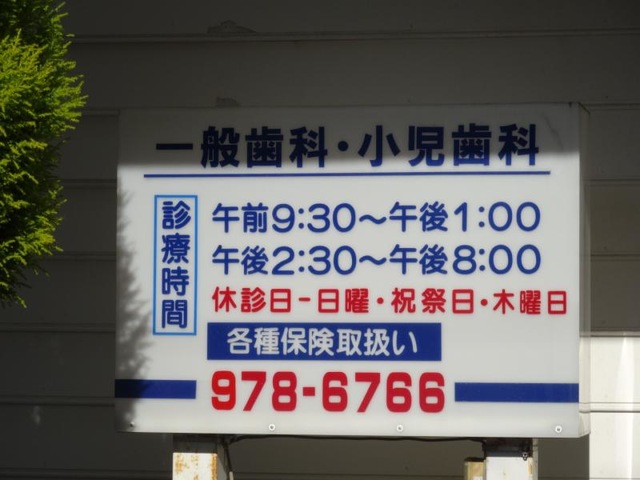 一般歯科・小児歯科
診療時間
午前9:30〜午後1:00
午後2:30〜午後8:00
休診日-日曜・祝祭日・木曜日
各種保険取扱い
978-6766